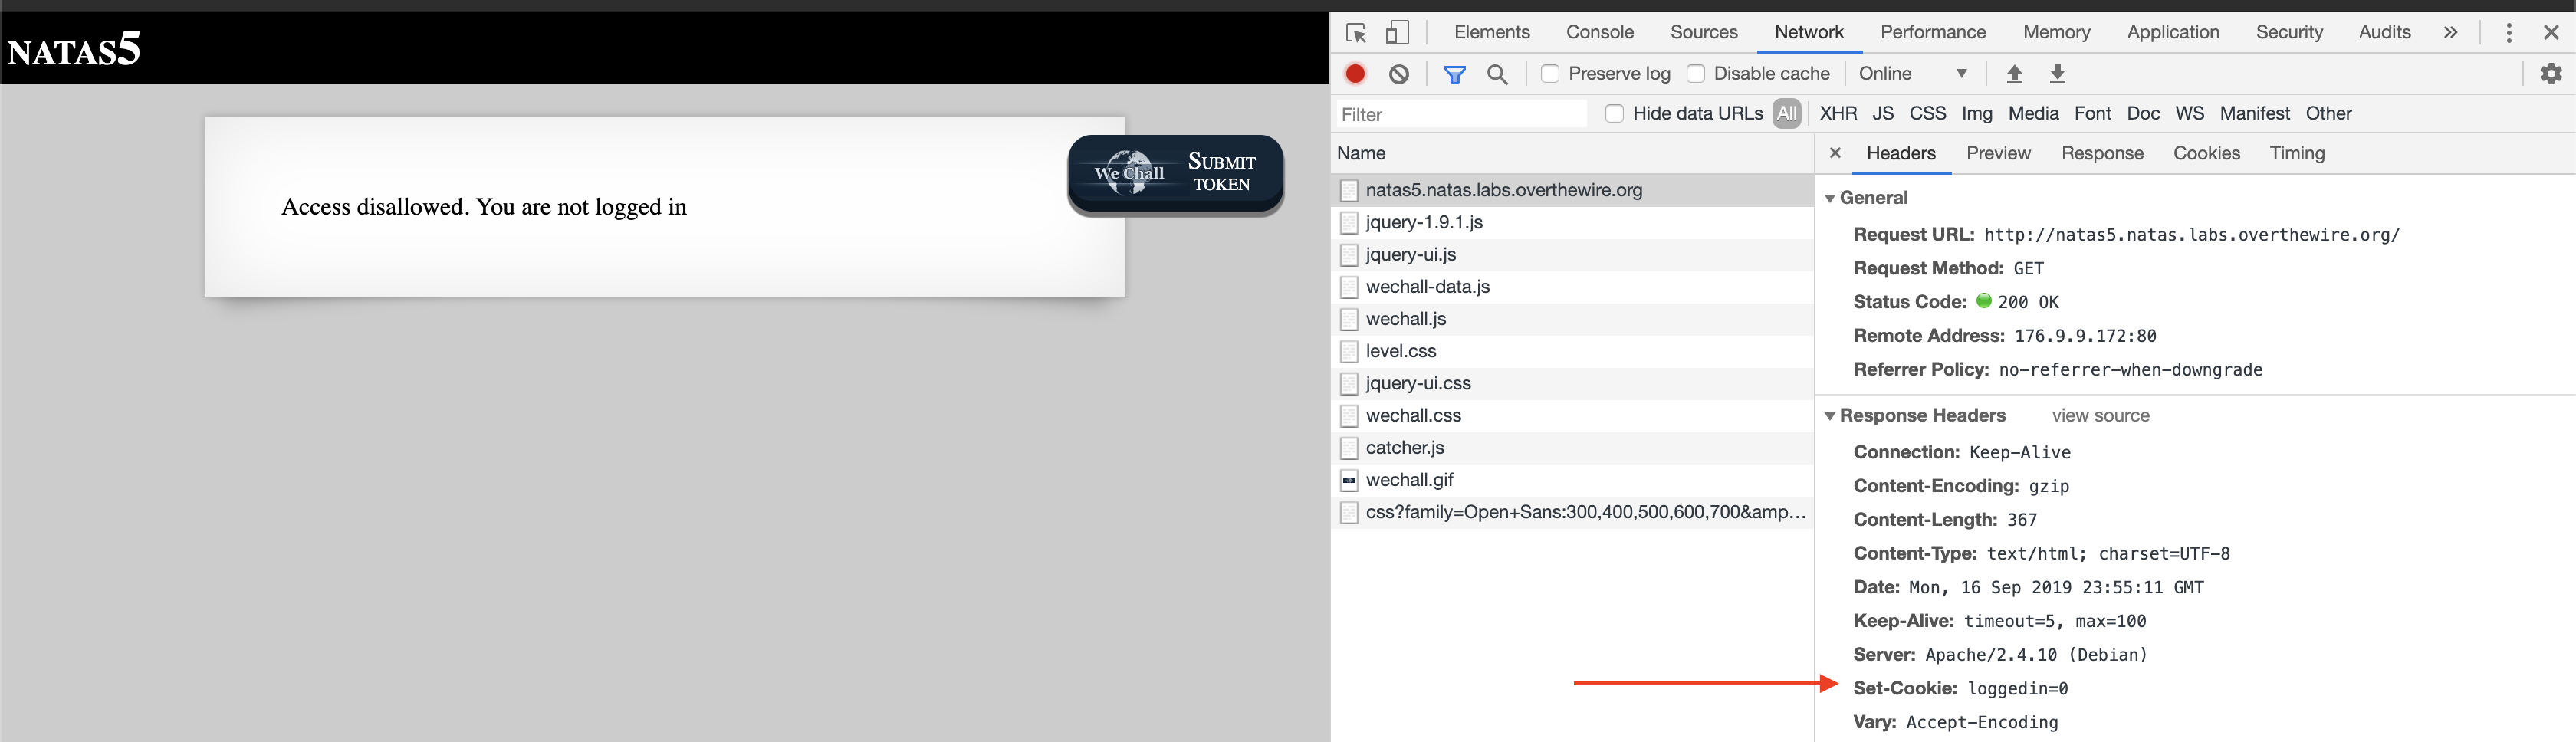 NATAS5
Access disallowed. You are not logged in
We Chall
SUBMIT
TOKEN
Elements Console Sources Network Performance Memory Application Security Audits »
Preserve log Disable cache Online
Filter Hide data URLs All XHR JS CSS Img Media Font Doc WS Manifest Other
Name
natas5.natas.labs.overthewire.org
jquery-1.9.1.js
jquery-ui.js
wechall-data.js
wechall.js
level.css
jquery-ui.css
wechall.css
catcher.js
wechall.gif
css?family=Open+Sans:300,400,500,600,700&amp…
× Headers Preview Response Cookies Timing
General
Request URL: http://natas5.natas.labs.overthewire.org/
Request Method: GET
Status Code: 200 OK
Remote Address: 176.9.9.172:80
Referrer Policy: no-referrer-when-downgrade
Response Headers view source
Connection: Keep-Alive
Content-Encoding: gzip
Content-Length: 367
Content-Type: text/html; charset=UTF-8
Date: Mon, 16 Sep 2019 23:55:11 GMT
Keep-Alive: timeout=5, max=100
Server: Apache/2.4.10 (Debian)
Set-Cookie: loggedin=0
Vary: Accept-Encoding